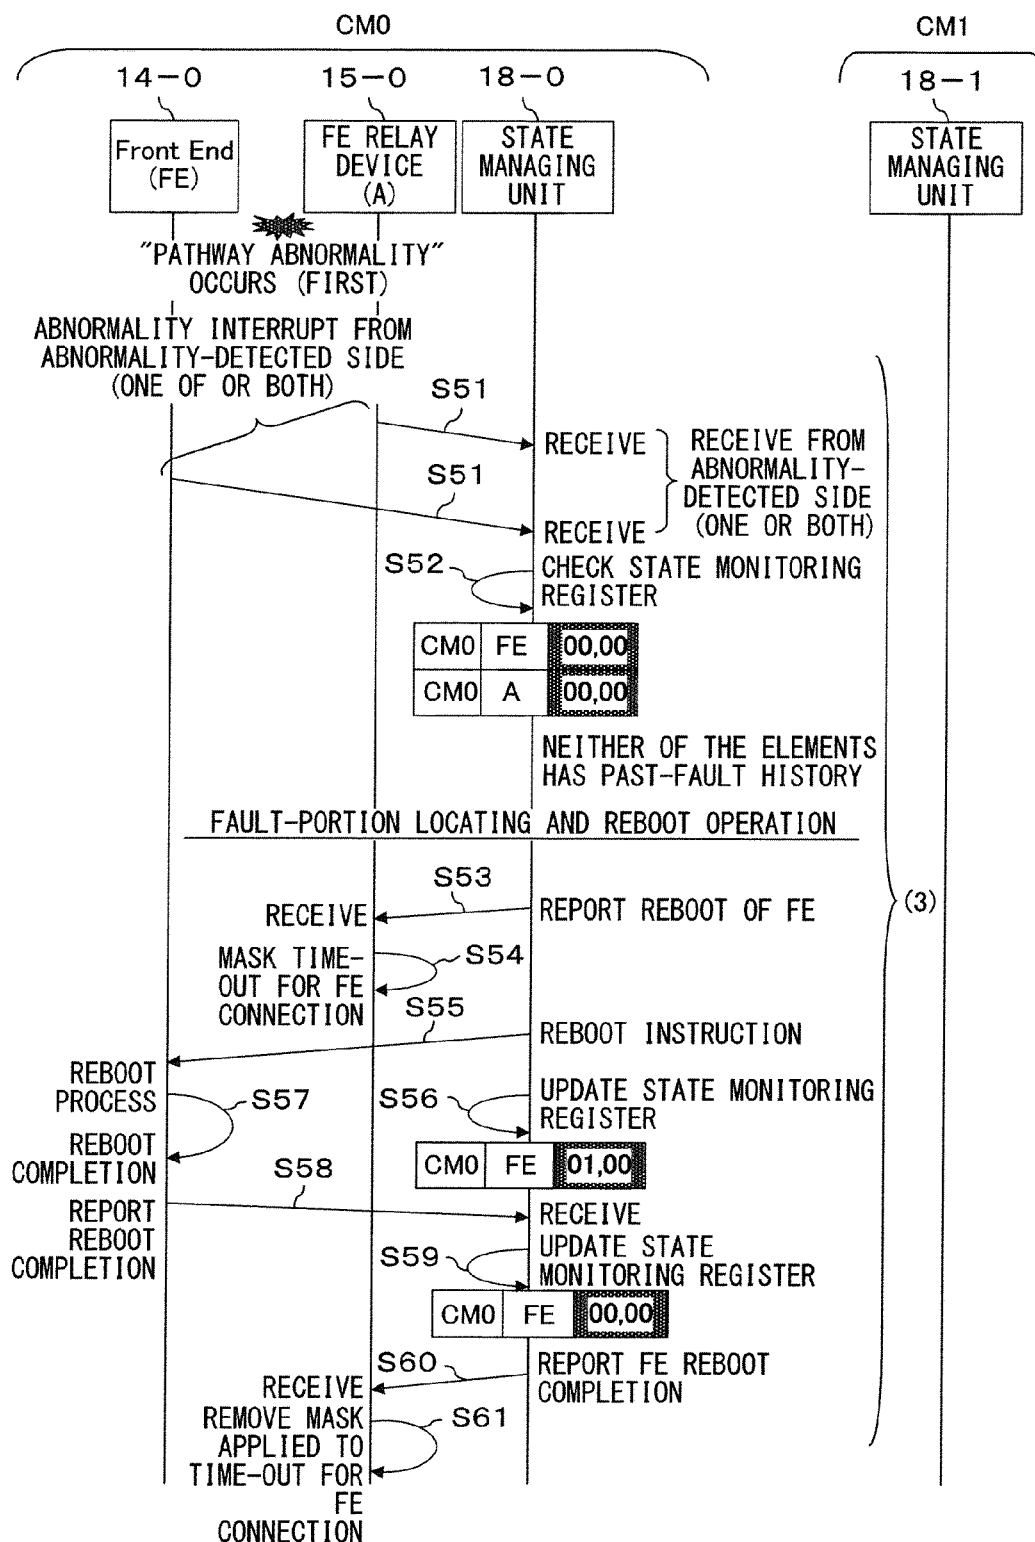 CM0
CM1
14-0
15-0
18-0
18-1
Front End
(FE)
FE RELAY
DEVICE
(A)
STATE
MANAGING
UNIT
STATE
MANAGING
UNIT
"PATHWAY ABNORMALITY"
OCCURS (FIRST)
ABNORMALITY INTERRUPT FROM
ABNORMALITY-DETECTED SIDE
(ONE OF OR BOTH)
S51
RECEIVE
S51
RECEIVE
RECEIVE FROM
ABNORMALITY-
DETECTED SIDE
(ONE OR BOTH)
S52
CHECK STATE MONITORING
REGISTER
CM0 FE 00,00
CM0 A 00,00
NEITHER OF THE ELEMENTS
HAS PAST-FAULT HISTORY
FAULT-PORTION LOCATING AND REBOOT OPERATION
S53
RECEIVE
REPORT REBOOT OF FE
(3)
MASK TIME-
OUT FOR FE
CONNECTION
S54
S55
REBOOT INSTRUCTION
REBOOT
PROCESS
S57
S56
UPDATE STATE MONITORING
REGISTER
REBOOT
COMPLETION
CM0 FE 01,00
S58
REPORT
REBOOT
COMPLETION
RECEIVE
S59
UPDATE STATE
MONITORING REGISTER
CM0 FE 00,00
S60
REPORT FE REBOOT
COMPLETION
RECEIVE
S61
REMOVE MASK
APPLIED TO
TIME-OUT FOR
FE
CONNECTION